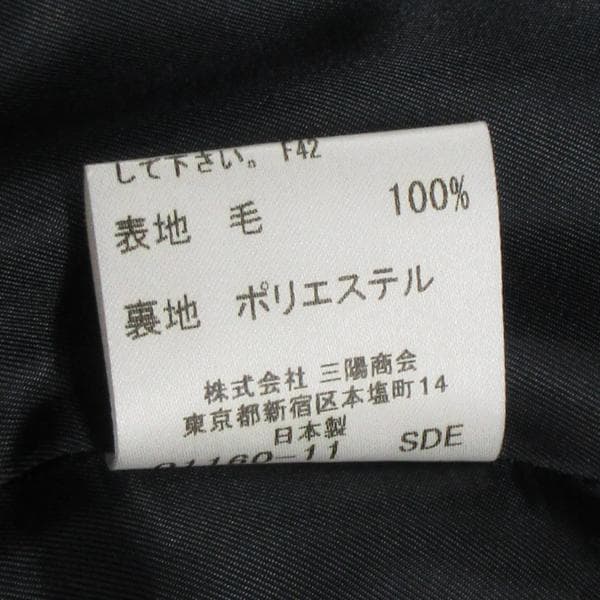 して下さい。 F42
表地 毛 100%
裏地 ポリエステル
株式会社 三陽商会
東京都新宿区本塩町14
日本製
01160-11 SDE